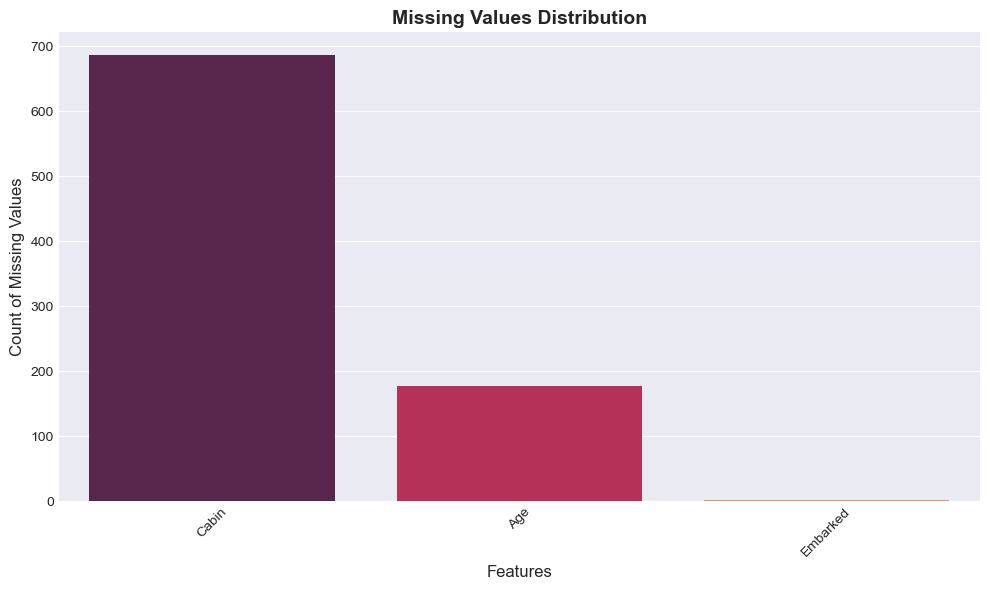 Missing Values Distribution
Count of Missing Values
700
600
500
400
300
200
100
0
Cabin
Age
Embarked
Features